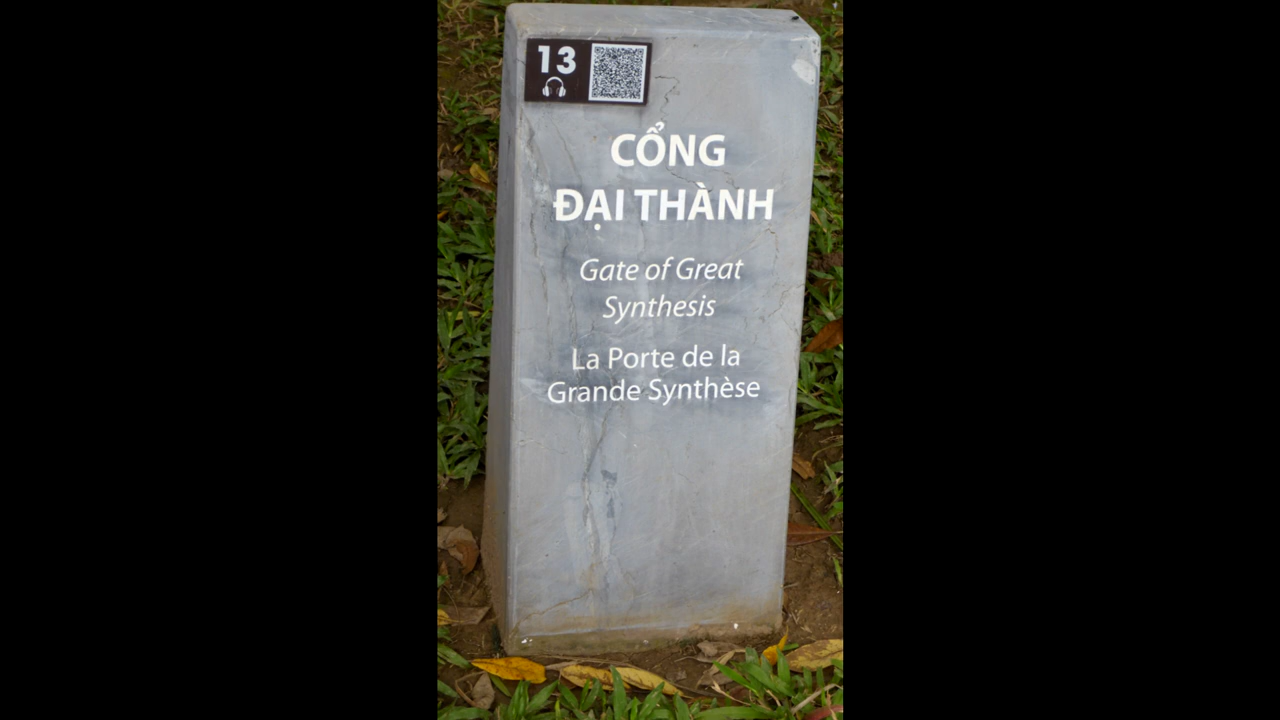 13
CỔNG
ĐẠI THÀNH
Gate of Great
Synthesis
La Porte de la
Grande Synthèse